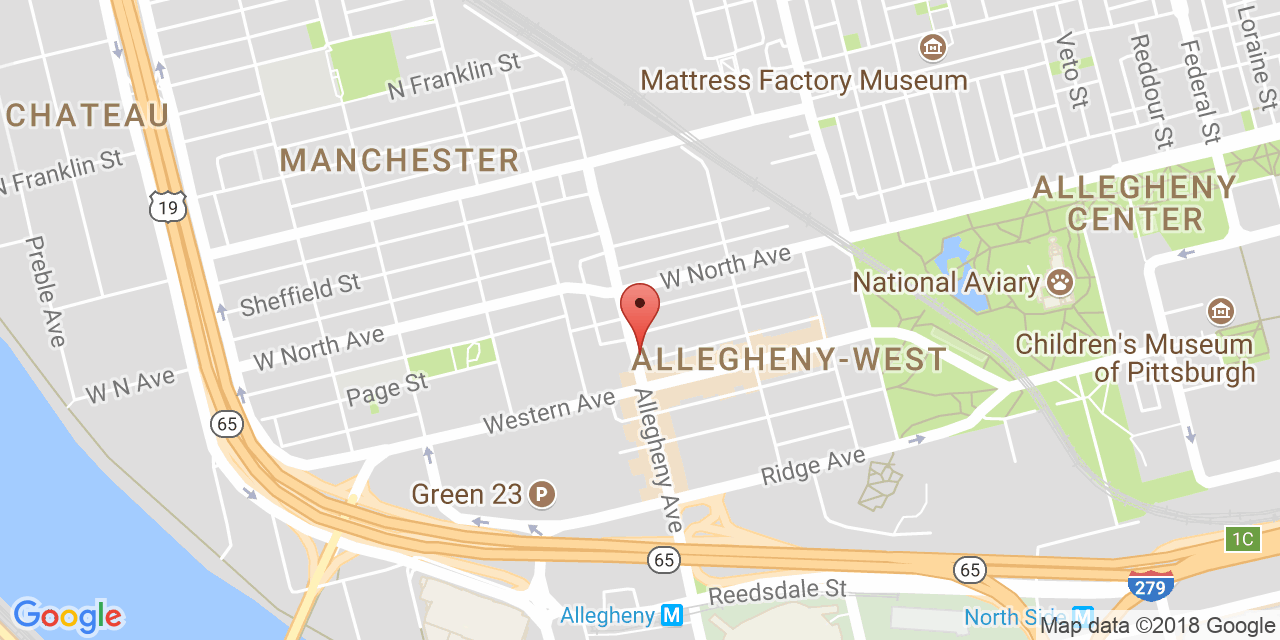 Loraine St
Federal St
Reddour St
Veto St
N Franklin St
Mattress Factory Museum
CHATEAU
MANCHESTER
N Franklin St
19
ALLEGHENY
CENTER
W North Ave
Preble Ave
Sheffield St
National Aviary
W North Ave
Children's Museum
of Pittsburgh
ALLEGHENY-WEST
W N Ave
Page St
Western Ave
65
Allegheny Ave
Ridge Ave
Green 23 P
1C
65
65
279
Reedsdale St
Allegheny M
North Side M
Google
Map data ©2018 Google